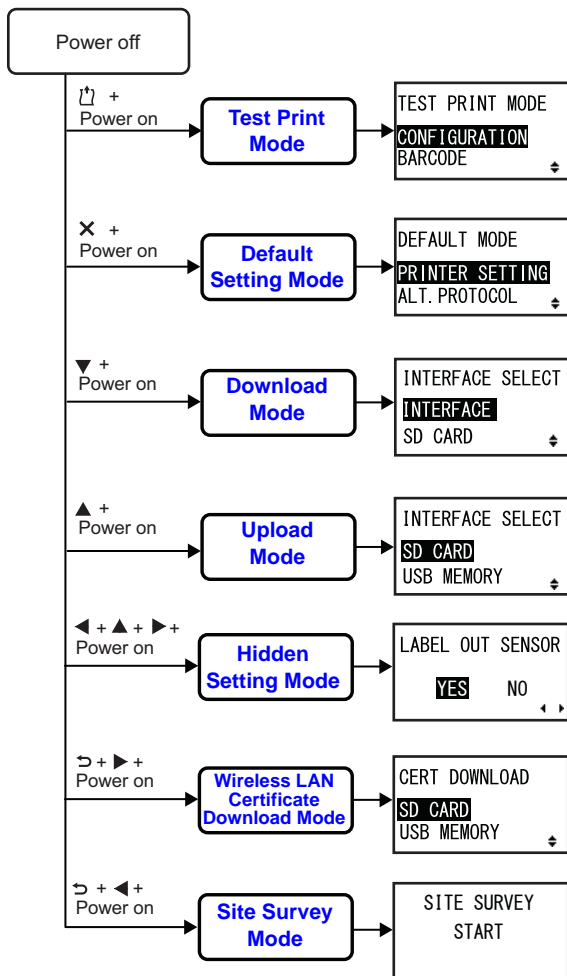 Power off
+
Power on
Test Print
Mode
TEST PRINT MODE
CONFIGURATION
BARCODE
+
Power on
Default
Setting Mode
DEFAULT MODE
PRINTER SETTING
ALT. PROTOCOL
▼ +
Power on
Download
Mode
INTERFACE SELECT
INTERFACE
SD CARD
▲ +
Power on
Upload
Mode
INTERFACE SELECT
SD CARD
USB MEMORY
◀ + ▲ + ▶ +
Power on
Hidden
Setting Mode
LABEL OUT SENSOR
YES NO
⮌ + ▶ +
Power on
Wireless LAN
Certificate
Download Mode
CERT DOWNLOAD
SD CARD
USB MEMORY
⮌ + ◀ +
Power on
Site Survey
Mode
SITE SURVEY
START